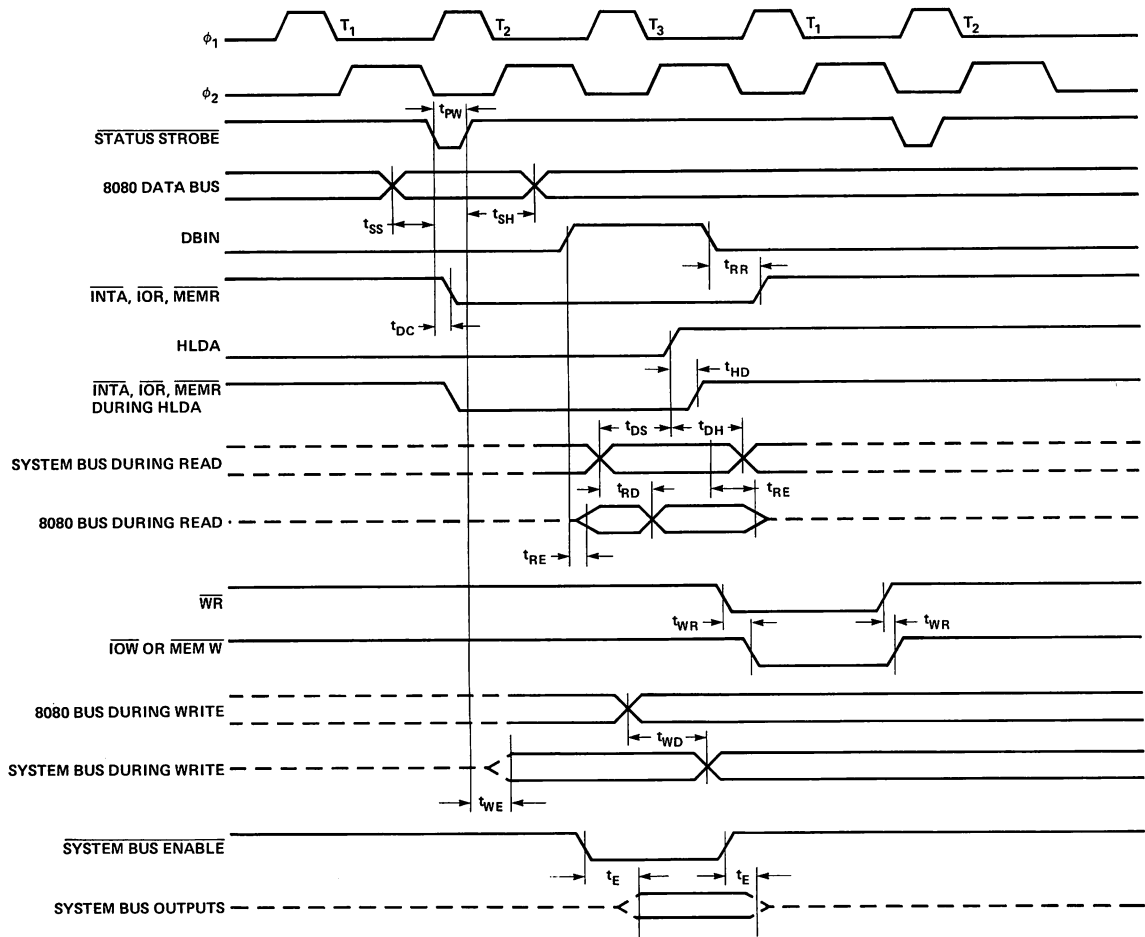 T1 T2 T3 T1 T2
ϕ1
ϕ2
tPW
STATUS STROBE
8080 DATA BUS
tSS tSH
DBIN
tRR
INTA, IOR, MEMR
tDC
HLDA
tHD
INTA, IOR, MEMR
DURING HLDA
tDS tDH
SYSTEM BUS DURING READ
tRD tRE
8080 BUS DURING READ
tRE
WR
tWR tWR
IOW OR MEM W
8080 BUS DURING WRITE
tWD
SYSTEM BUS DURING WRITE
tWE
SYSTEM BUS ENABLE
tE tE
SYSTEM BUS OUTPUTS